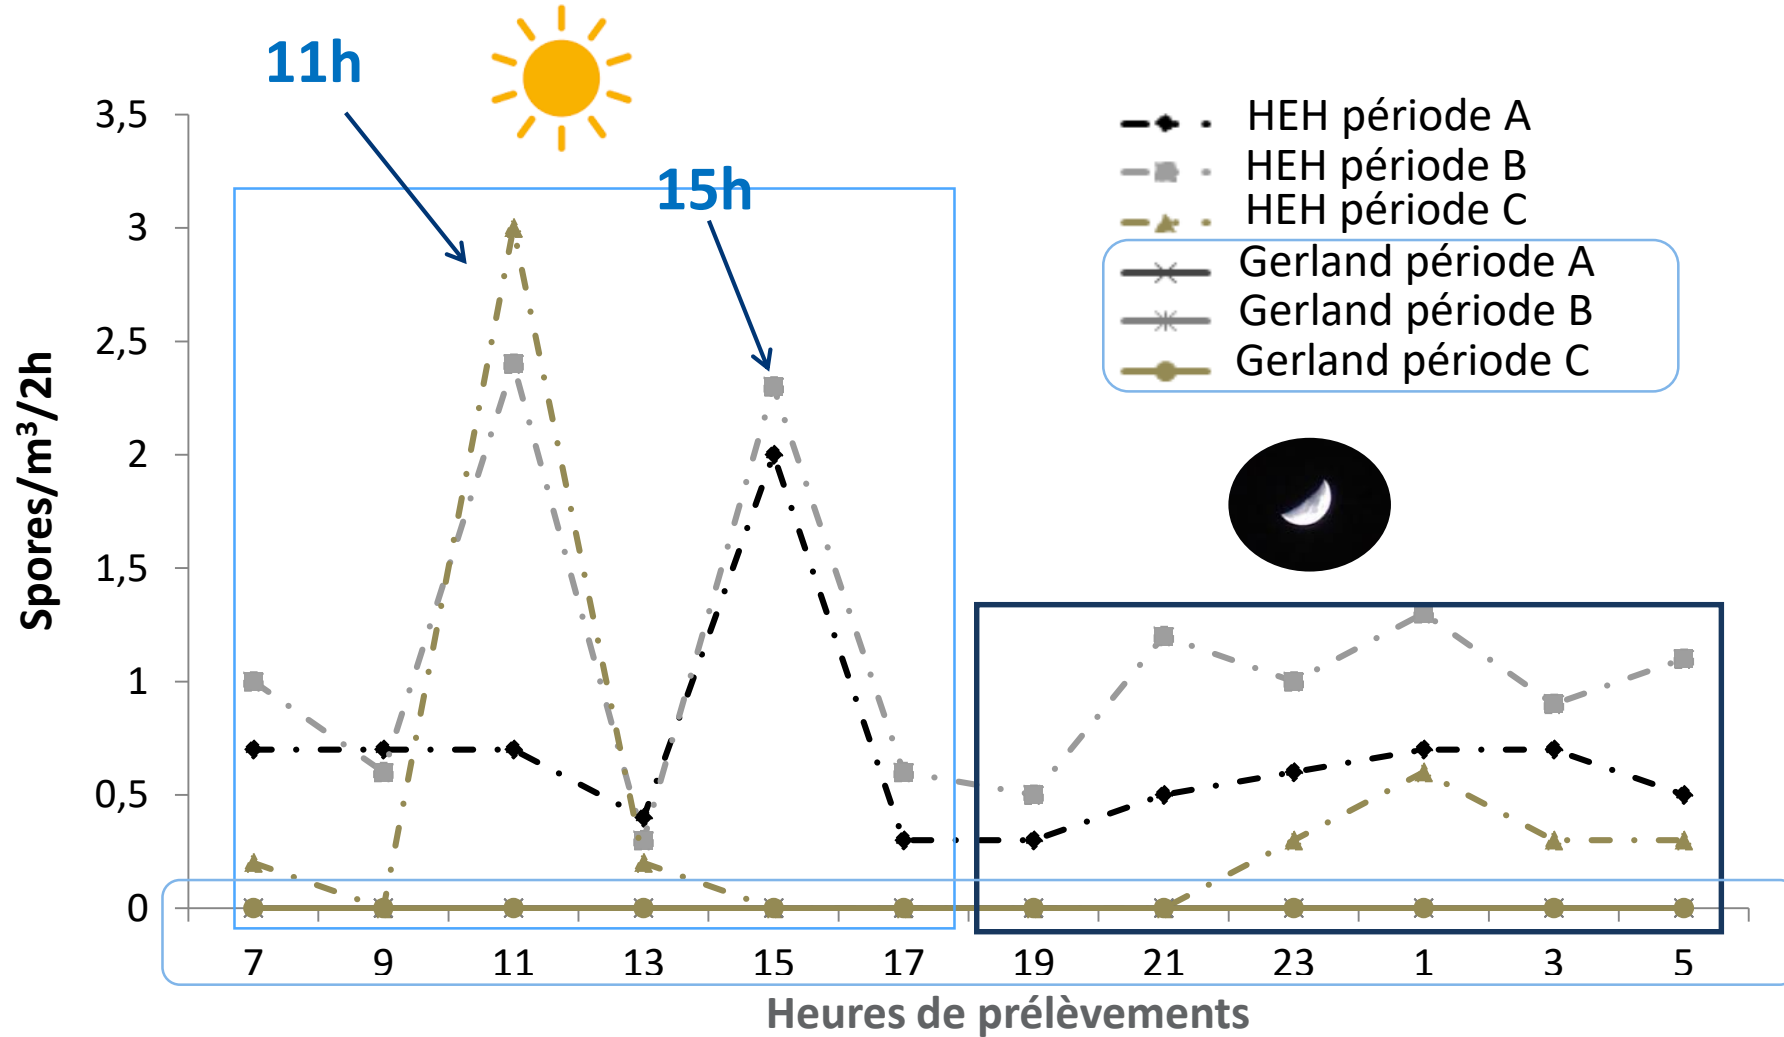 11h
15h
3,5
3
2,5
2
1,5
1
0,5
0
Spores/m³/2h
HEH période A
HEH période B
HEH période C
Gerland période A
Gerland période B
Gerland période C
7 9 11 13 15 17 19 21 23 1 3 5
Heures de prélèvements